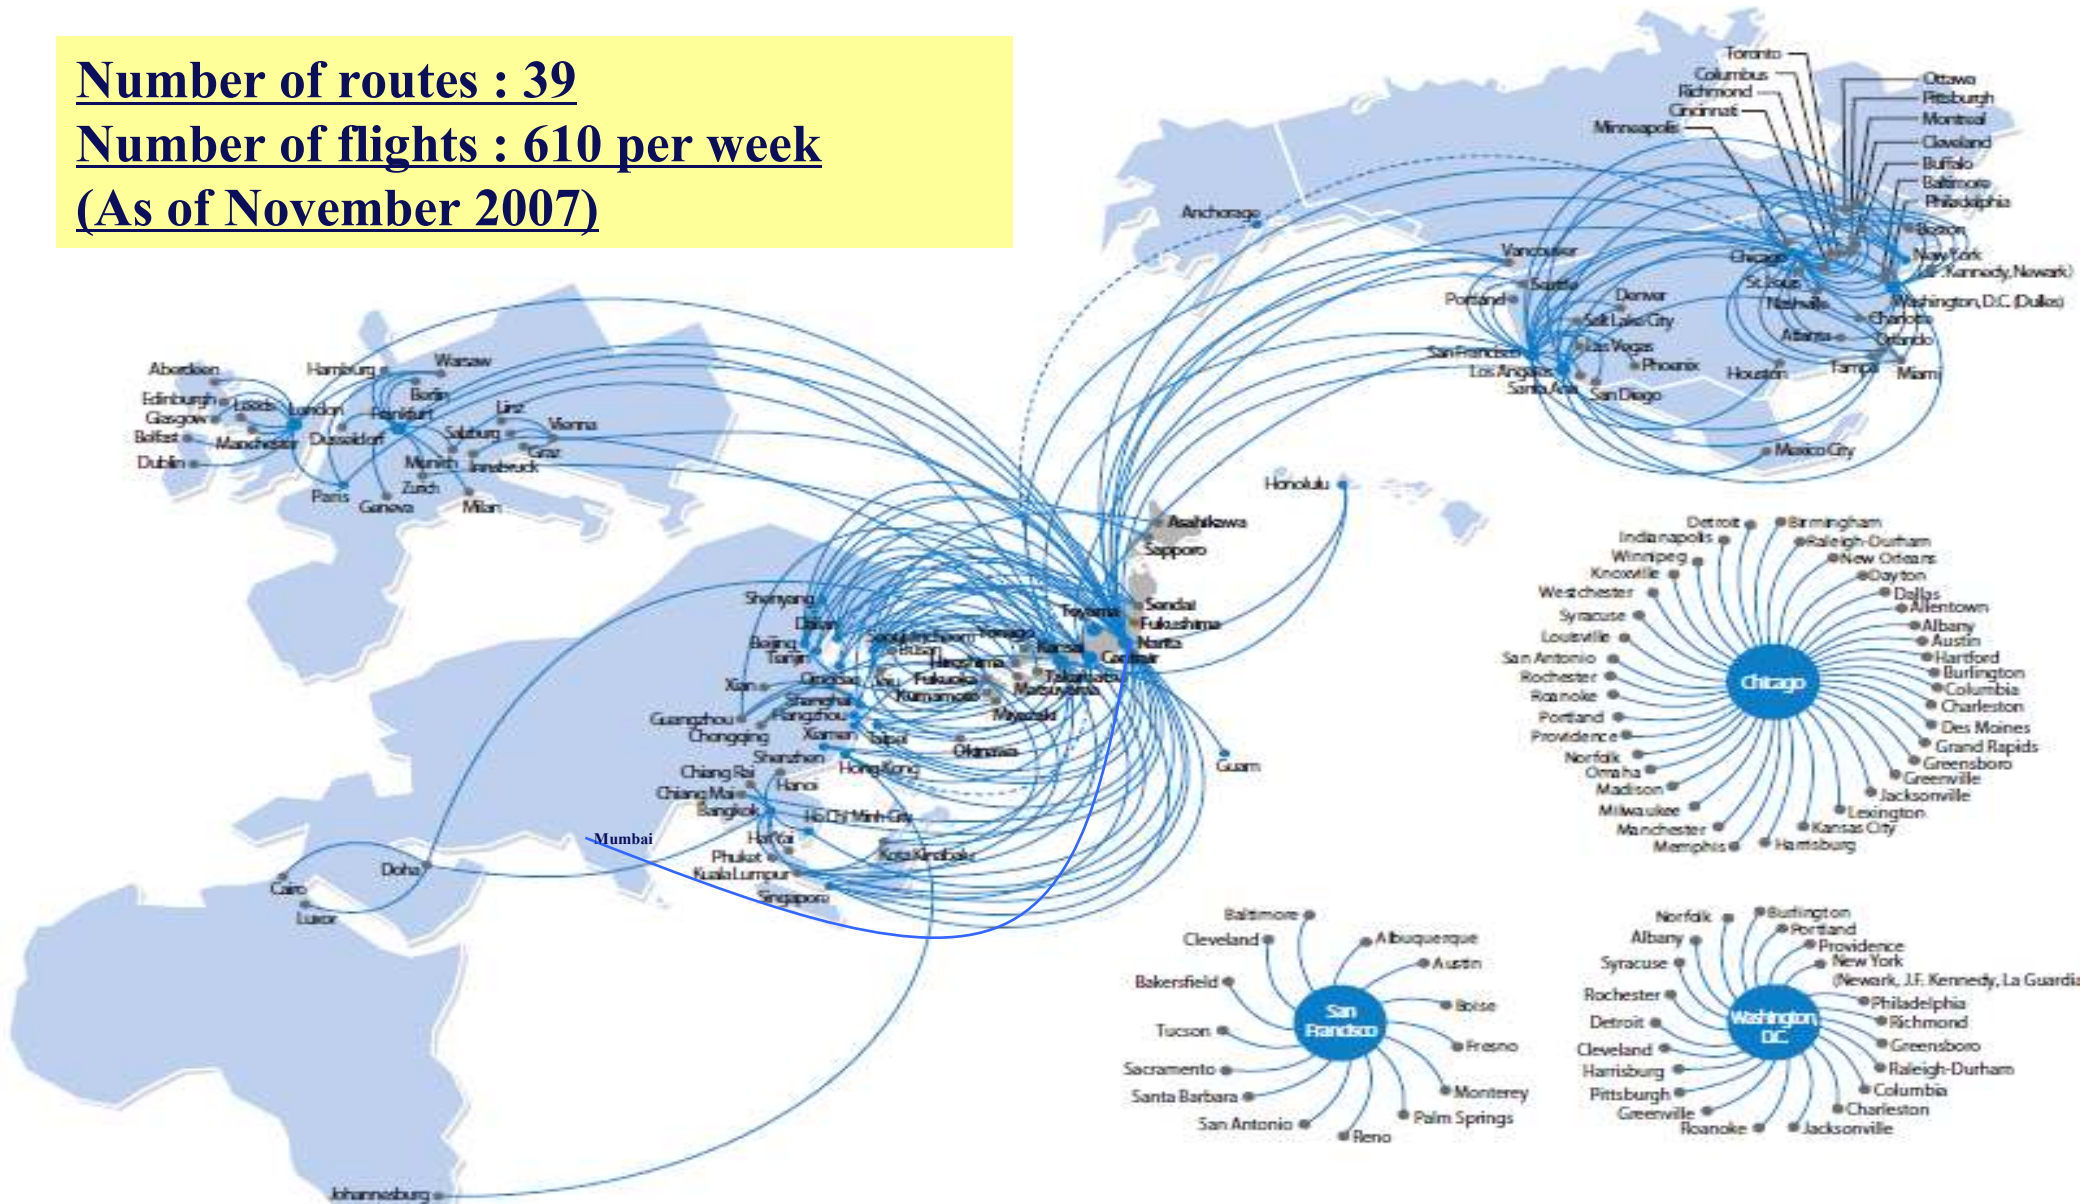 Number of routes : 39
Number of flights : 610 per week
(As of November 2007)
Toronto
Columbus
Richmond
Cincinnati
Minneapolis
Ottawa
Pittsburgh
Montreal
Cleveland
Buffalo
Baltimore
Philadelphia
Boston
New York
(J.F. Kennedy, Newark)
Washington, D.C. (Dulles)
Anchorage
Vancouver
Seattle
Portland
Denver
Salt Lake City
San Francisco
Las Vegas
Los Angeles
Phoenix
Santa Ana
San Diego
Chicago
St. Louis
Nashville
Charlotte
Atlanta
Orlando
Houston
Tampa
Miami
Mexico City
Honolulu
Aberdeen
Edinburgh
Glasgow
Leeds
London
Belfast
Manchester
Dublin
Hamburg
Warsaw
Berlin
Frankfurt
Dusseldorf
Linz
Salzburg
Vienna
Graz
Munich
Innsbruck
Zurich
Paris
Geneva
Milan
Asahikawa
Sapporo
Sendai
Fukushima
Toyama
Narita
Kansai
Centrair
Yonago
Hiroshima
Takamatsu
Fukuoka
Matsuyama
Kumamoto
Miyazaki
Okinawa
Guam
Shenyang
Dalian
Beijing
Tianjin
Busan
Xian
Shanghai
Hangzhou
Guangzhou
Chongqing
Xiamen
Taipei
Shenzhen
Hong Kong
Chiang Rai
Hanoi
Chiang Mai
Bangkok
Ho Chi Minh City
Mumbai
Hat Yai
Phuket
Kota Kinabalu
Kuala Lumpur
Singapore
Doha
Cairo
Luxor
Johannesburg
Chicago
Detroit
Birmingham
Indianapolis
Raleigh-Durham
Winnipeg
New Orleans
Knoxville
Dayton
Westchester
Dallas
Syracuse
Allentown
Louisville
Albany
Austin
San Antonio
Hartford
Rochester
Burlington
Roanoke
Columbia
Portland
Charleston
Providence
Des Moines
Norfolk
Grand Rapids
Omaha
Greensboro
Madison
Greenville
Milwaukee
Jacksonville
Manchester
Lexington
Memphis
Kansas City
Harrisburg
San
Francisco
Baltimore
Cleveland
Albuquerque
Austin
Bakersfield
Boise
Tucson
Fresno
Sacramento
Monterey
Santa Barbara
Palm Springs
San Antonio
Reno
Washington,
D.C.
Norfolk
Burlington
Portland
Albany
Providence
Syracuse
New York
(Newark, J.F. Kennedy, La Guardia
Rochester
Philadelphia
Detroit
Richmond
Cleveland
Greensboro
Harrisburg
Raleigh-Durham
Pittsburgh
Columbia
Greenville
Charleston
Roanoke
Jacksonville